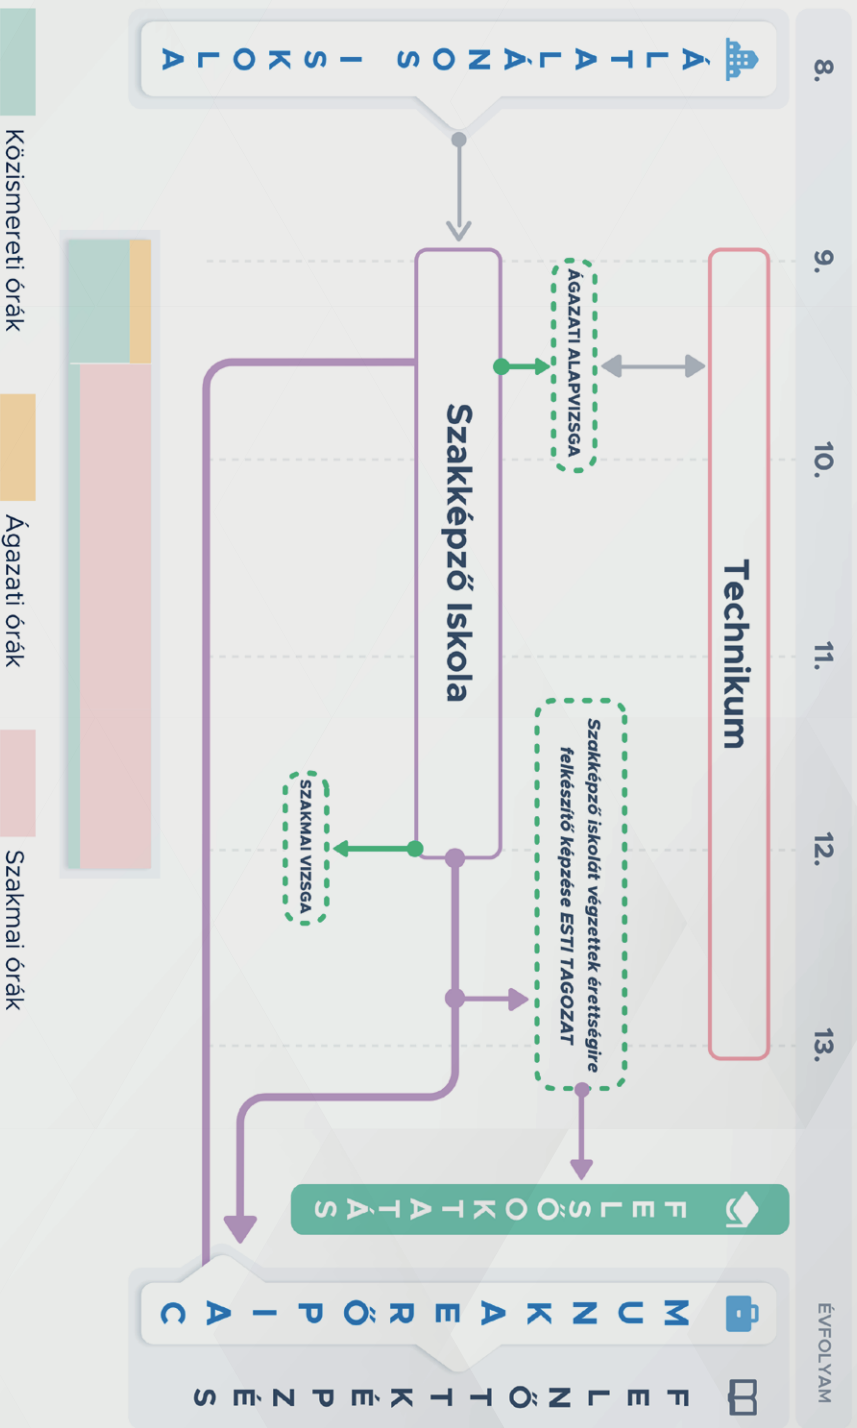 ÉVFOLYAM
8.
9.
10.
11.
12.
13.
ÁLTALÁNOS ISKOLA
Technikum
ÁGAZATI ALAPVIZSGA
Szakképző Iskola
Szakképző iskolát végzettek érettségire
felkészítő képzése ESTI TAGOZAT
SZAKMAI VIZSGA
FELSŐOKTATÁS
MUNKAERŐPIAC
FELNŐTTKÉPZÉS
Közismereti órák
Ágazati órák
Szakmai órák